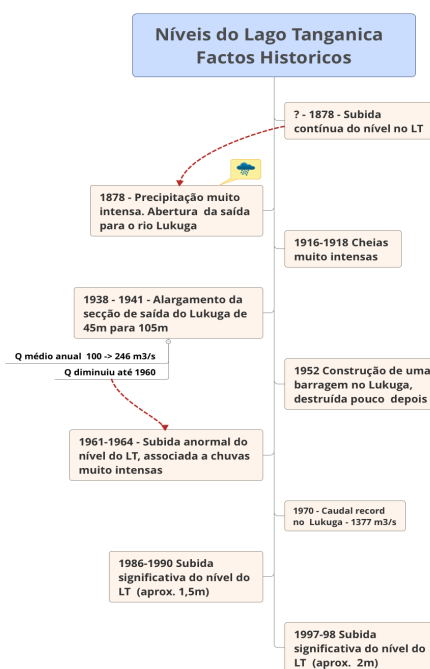 Níveis do Lago Tanganica
Factos Historicos
? - 1878 - Subida
contínua do nível no LT
1878 - Precipitação muito
intensa. Abertura da saída
para o rio Lukuga
1916-1918 Cheias
muito intensas
1938 - 1941 - Alargamento da
secção de saída do Lukuga de
45m para 105m
Q médio anual 100 -> 246 m3/s
Q diminuiu até 1960
1952 Construção de uma
barragem no Lukuga,
destruída pouco depois
1961-1964 - Subida anormal do
nível do LT, associada a chuvas
muito intensas
1970 - Caudal record
no Lukuga - 1377 m3/s
1986-1990 Subida
significativa do nível do
LT (aprox. 1,5m)
1997-98 Subida
significativa do nível do
LT (aprox. 2m)